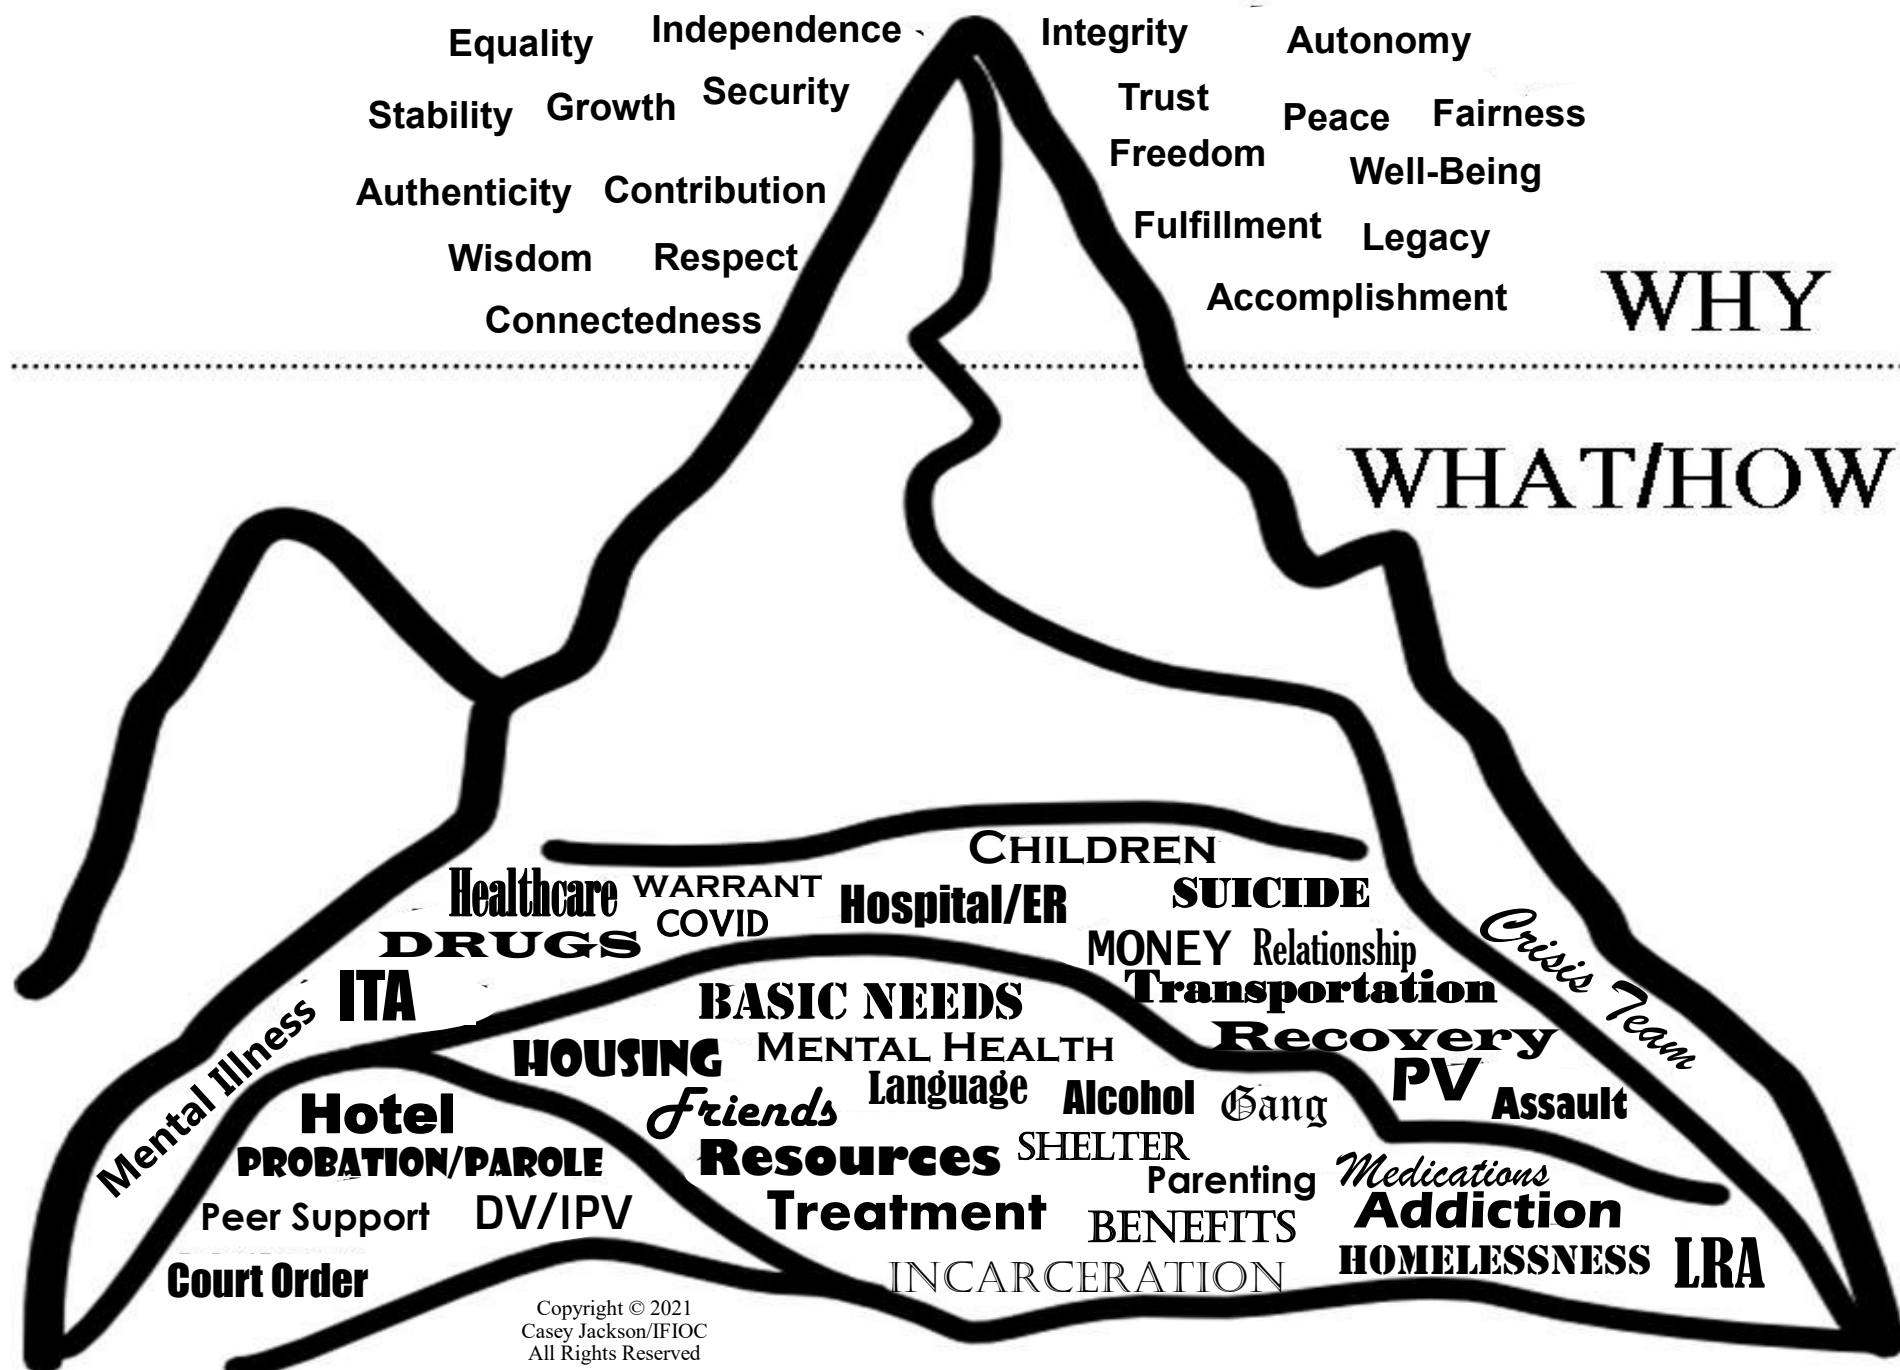 Equality
Independence
Integrity
Autonomy
Stability
Growth
Security
Trust
Peace
Fairness
Freedom
Well-Being
Authenticity
Contribution
Fulfillment
Legacy
Wisdom
Respect
Accomplishment
Connectedness
WHY
WHAT/HOW
CHILDREN
Healthcare
WARRANT
COVID
Hospital/ER
SUICIDE
DRUGS
MONEY
Relationship
Crisis Team
ITA
BASIC NEEDS
Transportation
Recovery
Mental Illness
HOUSING
MENTAL HEALTH
PV
Assault
Hotel
Friends
Language
Alcohol
Gang
PROBATION/PAROLE
Resources
SHELTER
Parenting
Medications
Peer Support
DV/IPV
Treatment
BENEFITS
Addiction
HOMELESSNESS
LRA
Court Order
INCARCERATION
Copyright © 2021
Casey Jackson/IFIOC
All Rights Reserved